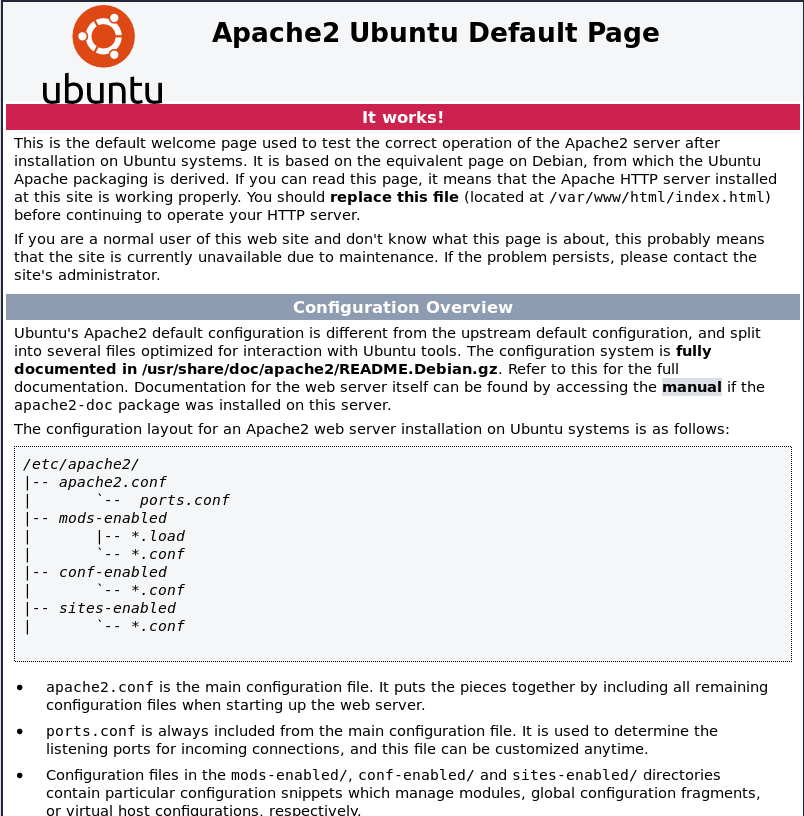 ubuntu
Apache2 Ubuntu Default Page
It works!
This is the default welcome page used to test the correct operation of the Apache2 server after
installation on Ubuntu systems. It is based on the equivalent page on Debian, from which the Ubuntu
Apache packaging is derived. If you can read this page, it means that the Apache HTTP server installed
at this site is working properly. You should replace this file (located at /var/www/html/index.html)
before continuing to operate your HTTP server.
If you are a normal user of this web site and don't know what this page is about, this probably means
that the site is currently unavailable due to maintenance. If the problem persists, please contact the
site's administrator.
Configuration Overview
Ubuntu's Apache2 default configuration is different from the upstream default configuration, and split
into several files optimized for interaction with Ubuntu tools. The configuration system is fully
documented in /usr/share/doc/apache2/README.Debian.gz. Refer to this for the full
documentation. Documentation for the web server itself can be found by accessing the manual if the
apache2-doc package was installed on this server.
The configuration layout for an Apache2 web server installation on Ubuntu systems is as follows:
/etc/apache2/
|-- apache2.conf
|       `--  ports.conf
|-- mods-enabled
|       |-- *.load
|       `-- *.conf
|-- conf-enabled
|       `-- *.conf
|-- sites-enabled
|       `-- *.conf
• apache2.conf is the main configuration file. It puts the pieces together by including all remaining
configuration files when starting up the web server.
• ports.conf is always included from the main configuration file. It is used to determine the
listening ports for incoming connections, and this file can be customized anytime.
• Configuration files in the mods-enabled/, conf-enabled/ and sites-enabled/ directories
contain particular configuration snippets which manage modules, global configuration fragments,
or virtual host configurations, respectively.